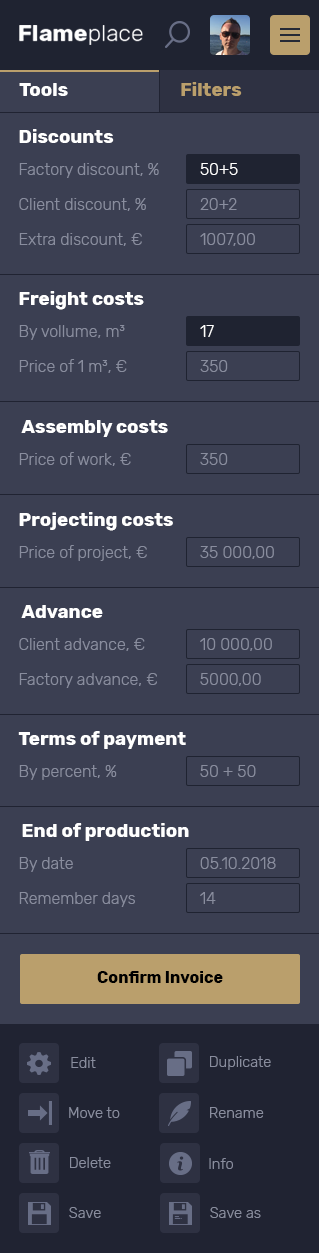 Flameplace
Tools Filters
Discounts
Factory discount, % 50+5
Client discount, % 20+2
Extra discount, € 1007,00
Freight costs
By vollume, m³ 17
Price of 1 m³, € 350
Assembly costs
Price of work, € 350
Projecting costs
Price of project, € 35 000,00
Advance
Client advance, € 10 000,00
Factory advance, € 5000,00
Terms of payment
By percent, % 50 + 50
End of production
By date 05.10.2018
Remember days 14
Confirm Invoice
Edit Duplicate
Move to Rename
Delete Info
Save Save as